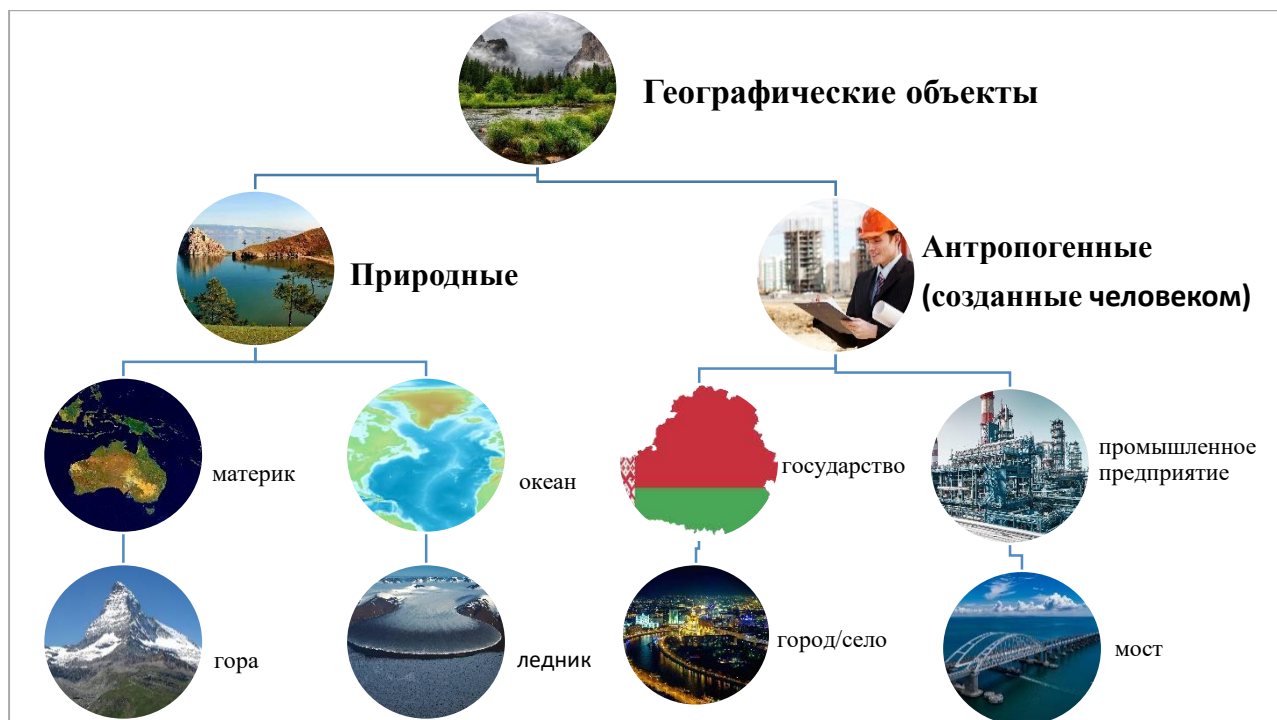 Географические объекты
Природные
Антропогенные
(созданные человеком)
материк
океан
государство
промышленное
предприятие
гора
ледник
город/село
мост